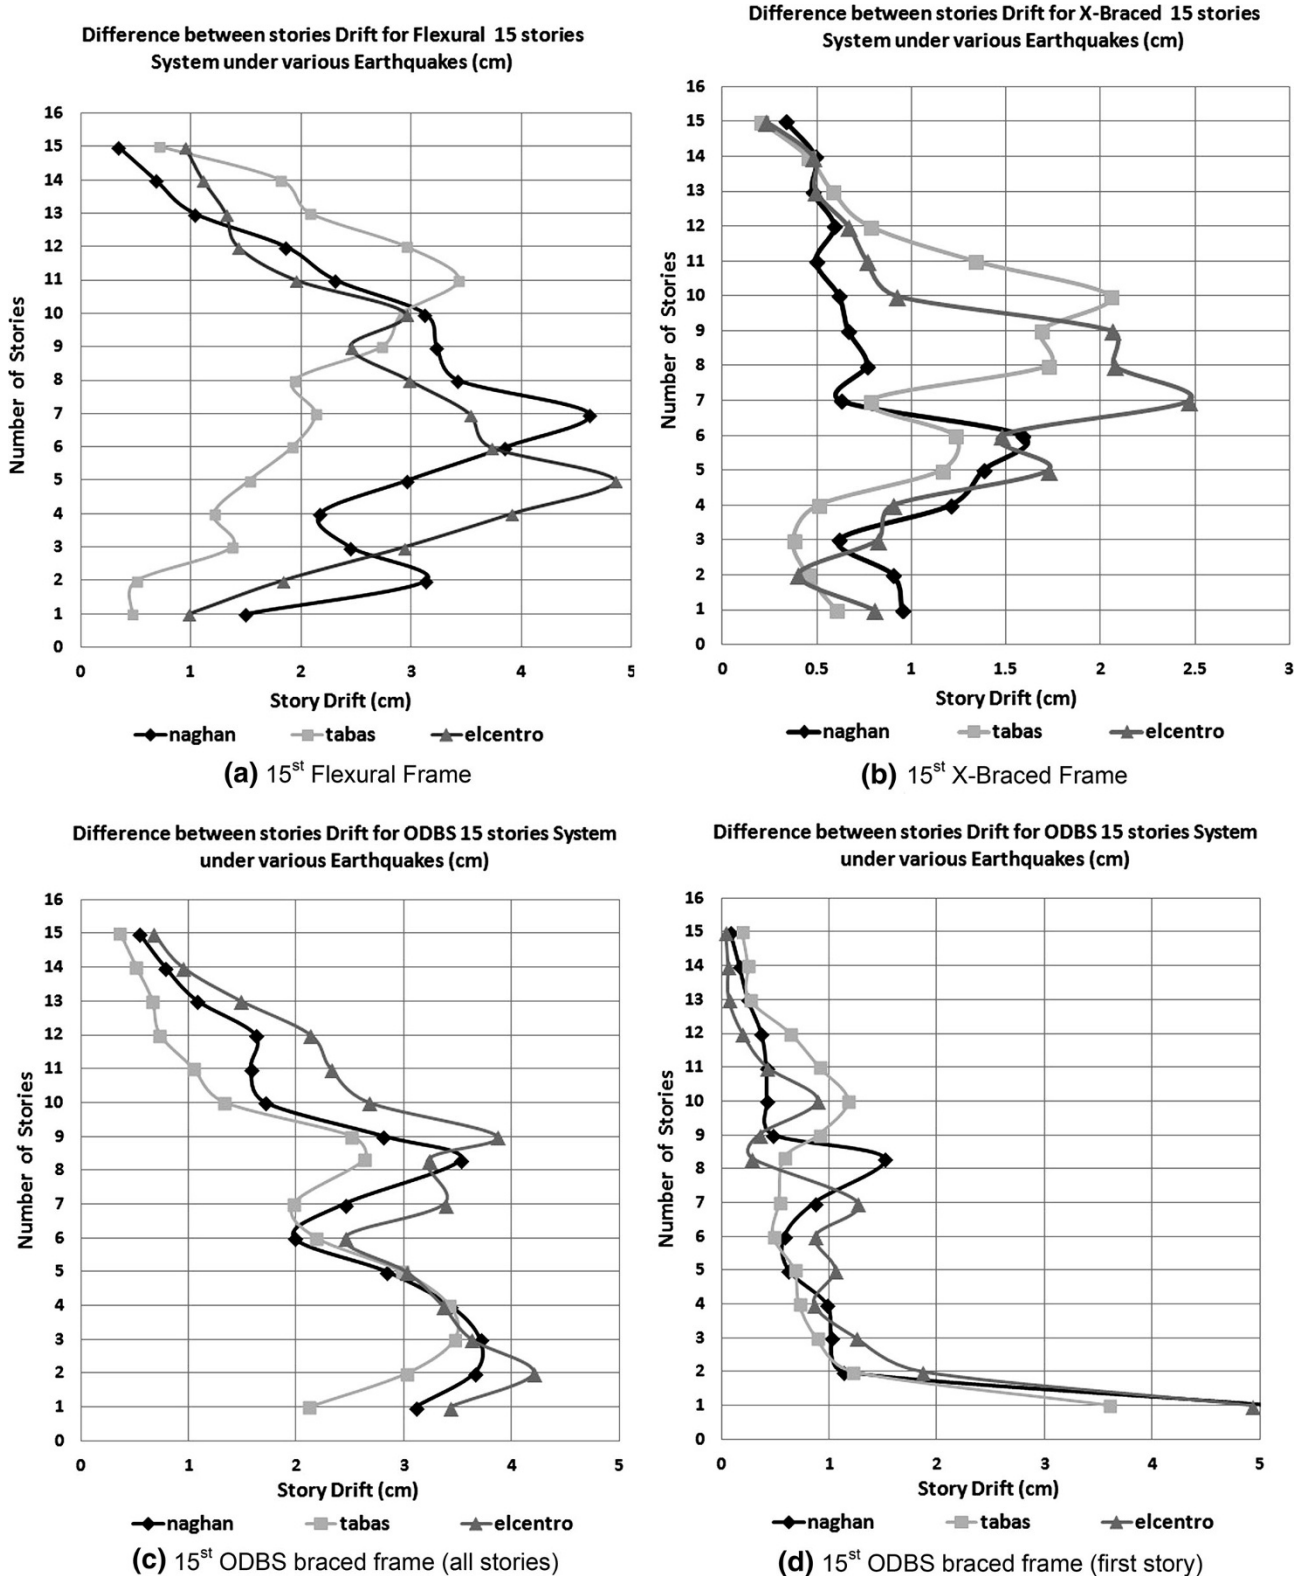 Difference between stories Drift for Flexural 15 stories
System under various Earthquakes (cm)
Number of Stories
16
15
14
13
12
11
10
9
8
7
6
5
4
3
2
1
0
0 1 2 3 4 5
Story Drift (cm)
naghan tabas elcentro
(a) 15st Flexural Frame
Difference between stories Drift for X-Braced 15 stories
System under various Earthquakes (cm)
Number of Stories
16
15
14
13
12
11
10
9
8
7
6
5
4
3
2
1
0
0 0.5 1 1.5 2 2.5 3
Story Drift (cm)
naghan tabas elcentro
(b) 15st X-Braced Frame
Difference between stories Drift for ODBS 15 stories System
under various Earthquakes (cm)
Number of Stories
16
15
14
13
12
11
10
9
8
7
6
5
4
3
2
1
0
0 1 2 3 4 5
Story Drift (cm)
naghan tabas elcentro
(c) 15st ODBS braced frame (all stories)
Difference between stories Drift for ODBS 15 stories System
under various Earthquakes (cm)
Number of Stories
16
15
14
13
12
11
10
9
8
7
6
5
4
3
2
1
0
0 1 2 3 4 5
Story Drift (cm)
naghan tabas elcentro
(d) 15st ODBS braced frame (first story)